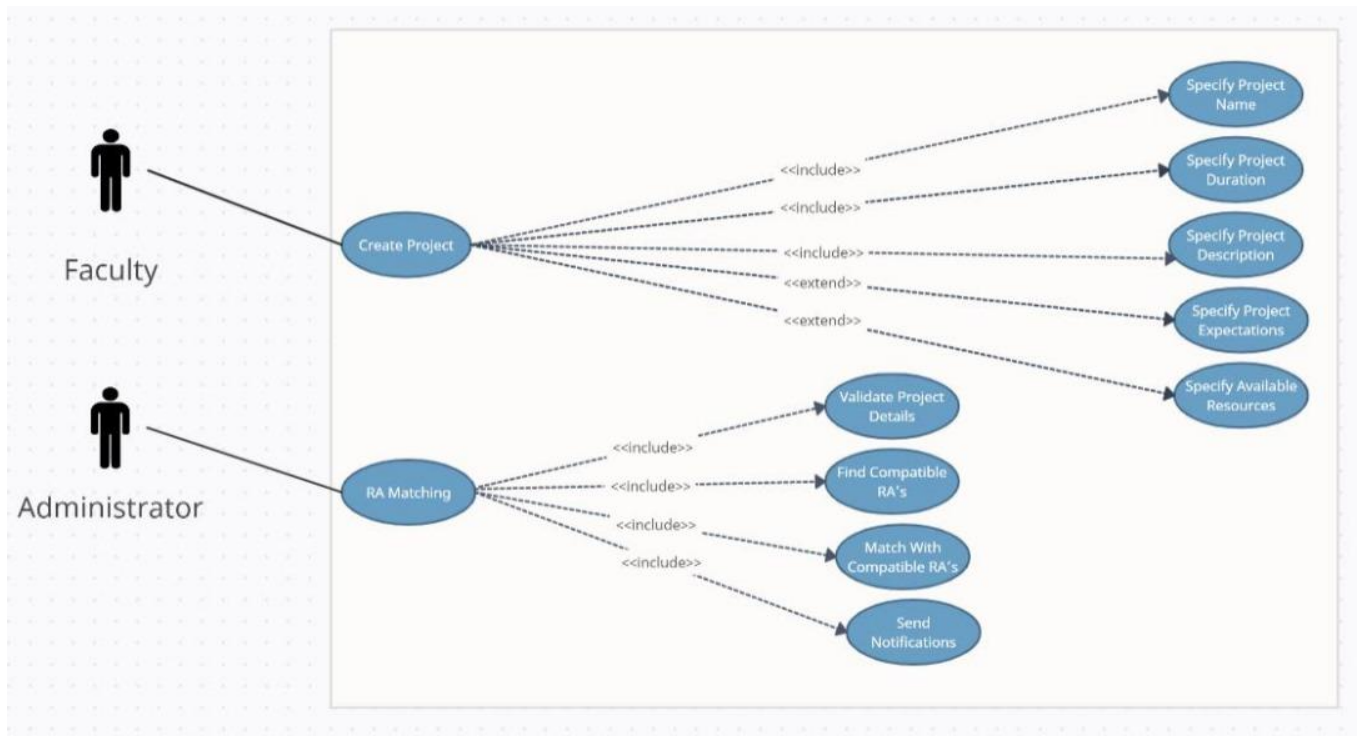 Specify Project
Name
<<include>>
Specify Project
Duration
<<include>>
Faculty
Create Project
<<include>>
Specify Project
Description
<<extend>>
Specify Project
Expectations
<<extend>>
Specify Available
Resources
Validate Project
Details
<<include>>
Administrator
RA Matching
<<include>>
Find Compatible
RA's
<<include>>
Match With
Compatible RA's
<<include>>
Send
Notifications